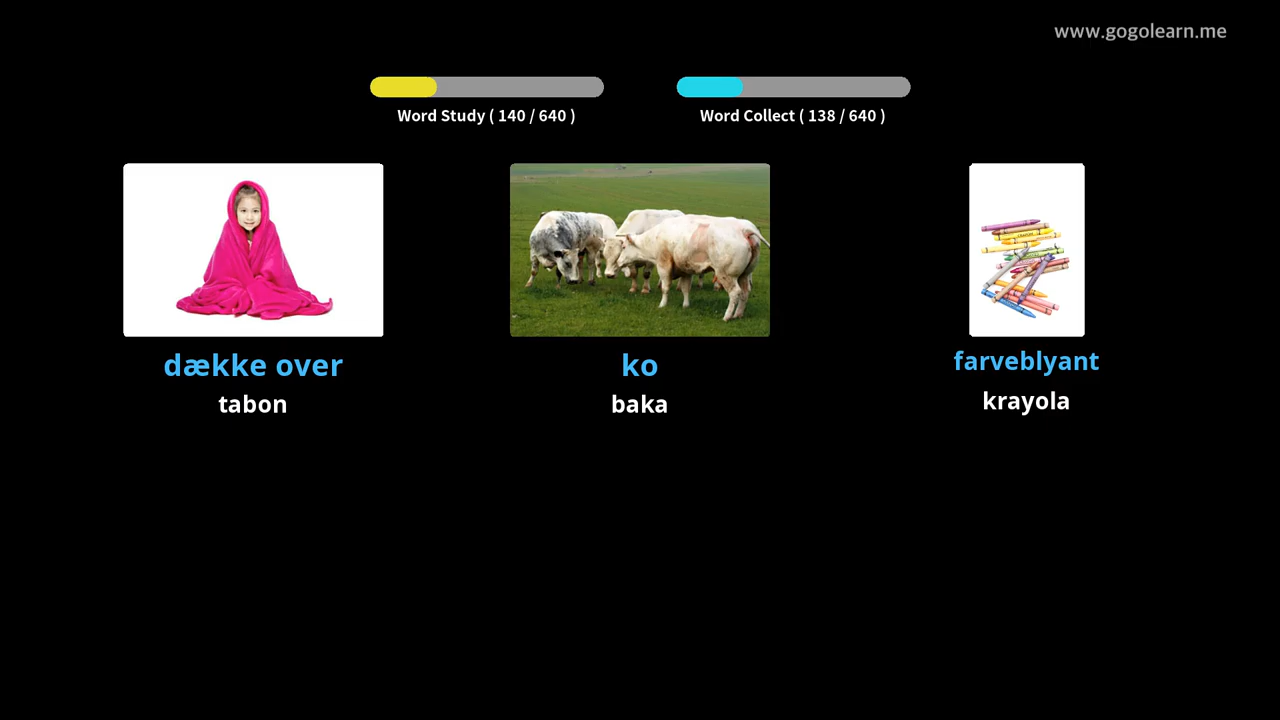 www.gogolearn.me
Word Study ( 140 / 640 )
Word Collect ( 138 / 640 )
dække over
tabon
ko
baka
farveblyant
krayola